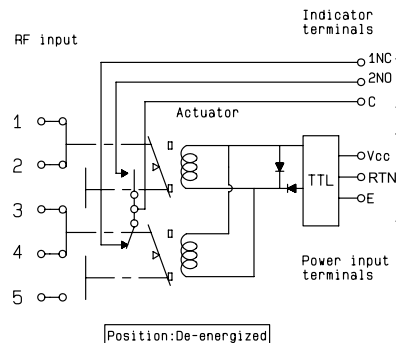 Indicator
terminals
RF input
1NC
2NO
C
Actuator
1
2
3
4
5
TTL
Vcc
RTN
E
Power input
terminals
Position:De-energized